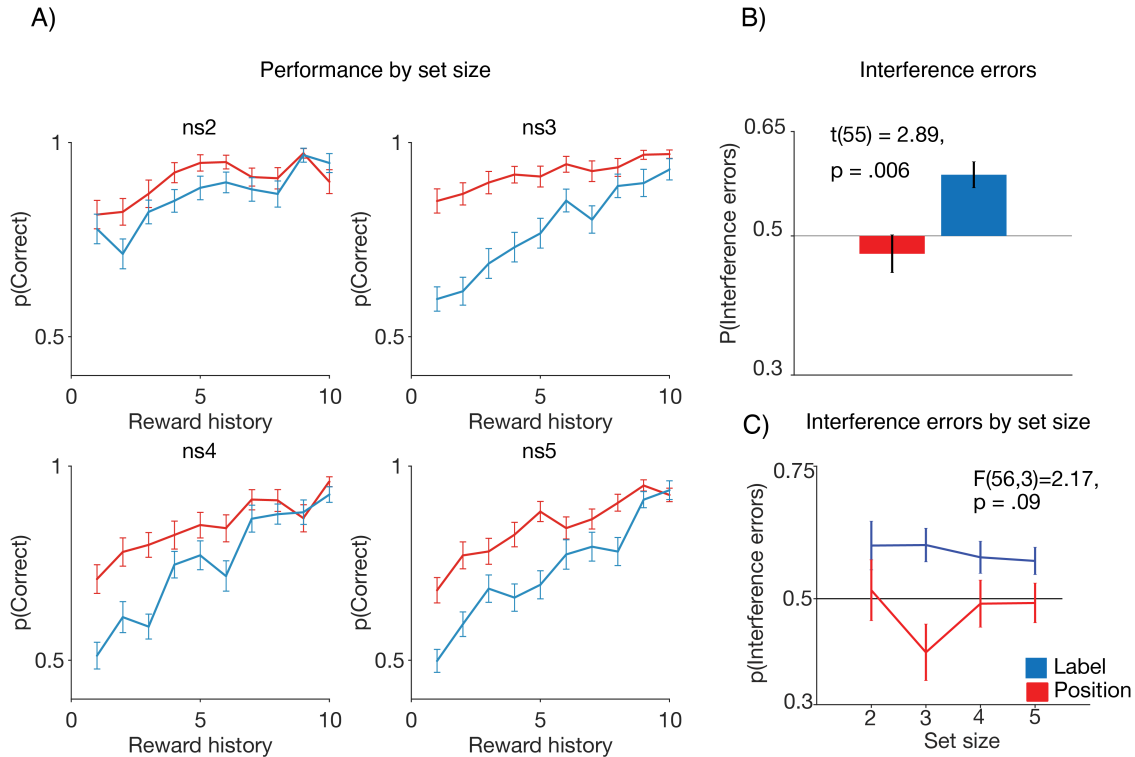 A)
Performance by set size
ns2
1
0.5
p(Correct)
0
5
10
Reward history
ns3
1
0.5
p(Correct)
0
5
10
Reward history
ns4
1
0.5
p(Correct)
0
5
10
Reward history
ns5
1
0.5
p(Correct)
0
5
10
Reward history
B)
Interference errors
0.65
0.5
0.3
P(Interference errors)
t(55) = 2.89,
p = .006
C)
Interference errors by set size
0.75
0.5
0.3
p(Interference errors)
F(56,3)=2.17,
p = .09
Label
Position
2
3
4
5
Set size